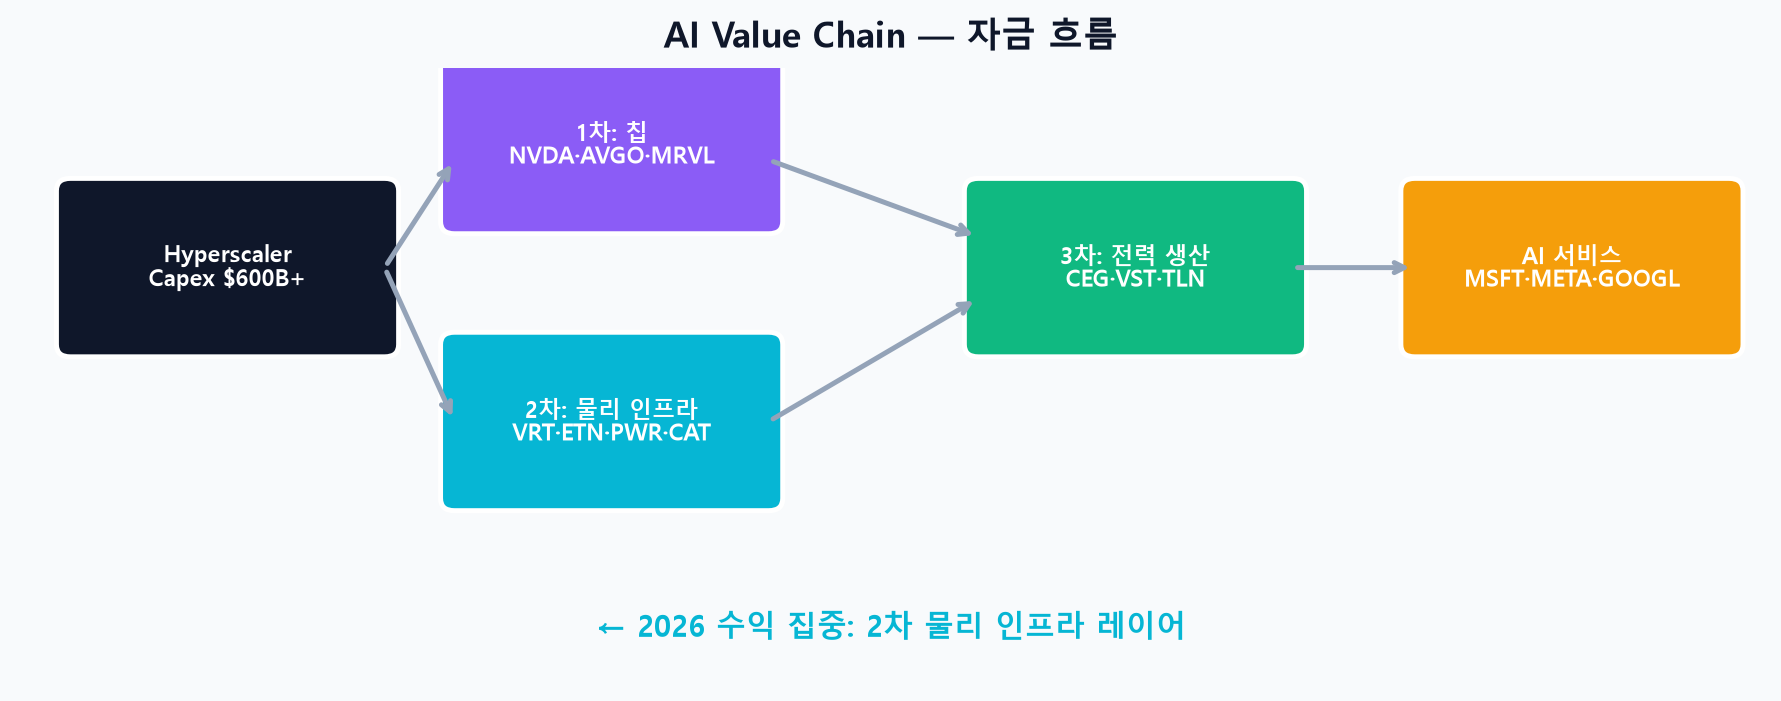 AI Value Chain — 자금 흐름
Hyperscaler
Capex $600B+
1차: 칩
NVDA·AVGO·MRVL
2차: 물리 인프라
VRT·ETN·PWR·CAT
3차: 전력 생산
CEG·VST·TLN
AI 서비스
MSFT·META·GOOGL
← 2026 수익 집중: 2차 물리 인프라 레이어